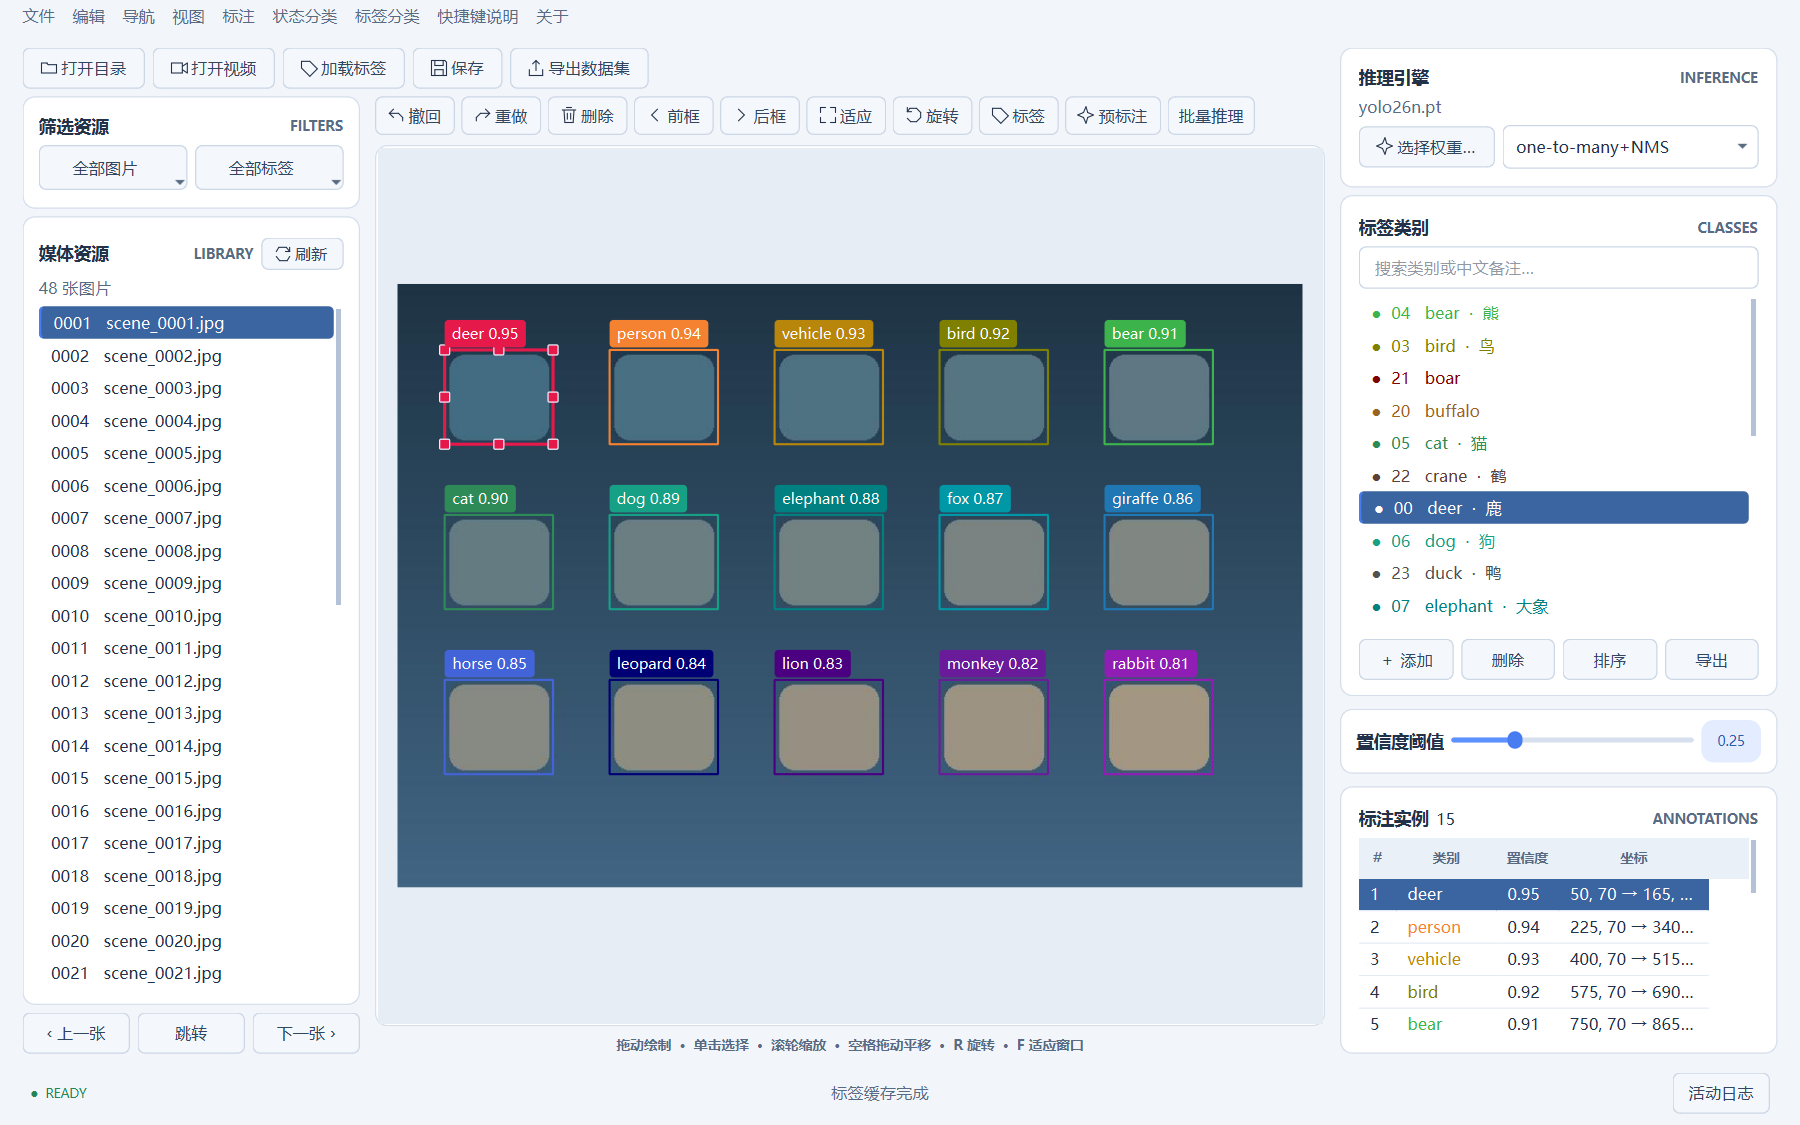 文件 编辑 导航 视图 标注 状态分类 标签分类 快捷键说明 关于
打开目录 打开视频 加载标签 保存 导出数据集
筛选资源 FILTERS
全部图片 全部标签
媒体资源 LIBRARY 刷新
48 张图片
0001 scene_0001.jpg
0002 scene_0002.jpg
0003 scene_0003.jpg
0004 scene_0004.jpg
0005 scene_0005.jpg
0006 scene_0006.jpg
0007 scene_0007.jpg
0008 scene_0008.jpg
0009 scene_0009.jpg
0010 scene_0010.jpg
0011 scene_0011.jpg
0012 scene_0012.jpg
0013 scene_0013.jpg
0014 scene_0014.jpg
0015 scene_0015.jpg
0016 scene_0016.jpg
0017 scene_0017.jpg
0018 scene_0018.jpg
0019 scene_0019.jpg
0020 scene_0020.jpg
0021 scene_0021.jpg
‹ 上一张 跳转 下一张 ›
撤回 重做 删除 前框 后框 适应 旋转 标签 预标注 批量推理
deer 0.95 person 0.94 vehicle 0.93 bird 0.92 bear 0.91
cat 0.90 dog 0.89 elephant 0.88 fox 0.87 giraffe 0.86
horse 0.85 leopard 0.84 lion 0.83 monkey 0.82 rabbit 0.81
拖动绘制 • 单击选择 • 滚轮缩放 • 空格拖动平移 • R 旋转 • F 适应窗口
推理引擎 INFERENCE
yolo26n.pt
选择权重... one-to-many+NMS
标签类别 CLASSES
搜索类别或中文备注...
● 04 bear · 熊
● 03 bird · 鸟
● 21 boar
● 20 buffalo
● 05 cat · 猫
● 22 crane · 鹤
● 00 deer · 鹿
● 06 dog · 狗
● 23 duck · 鸭
● 07 elephant · 大象
+ 添加 删除 排序 导出
置信度阈值 0.25
标注实例 15 ANNOTATIONS
# 类别 置信度 坐标
1 deer 0.95 50, 70 → 165, ...
2 person 0.94 225, 70 → 340...
3 vehicle 0.93 400, 70 → 515...
4 bird 0.92 575, 70 → 690...
5 bear 0.91 750, 70 → 865...
● READY 标签缓存完成 活动日志